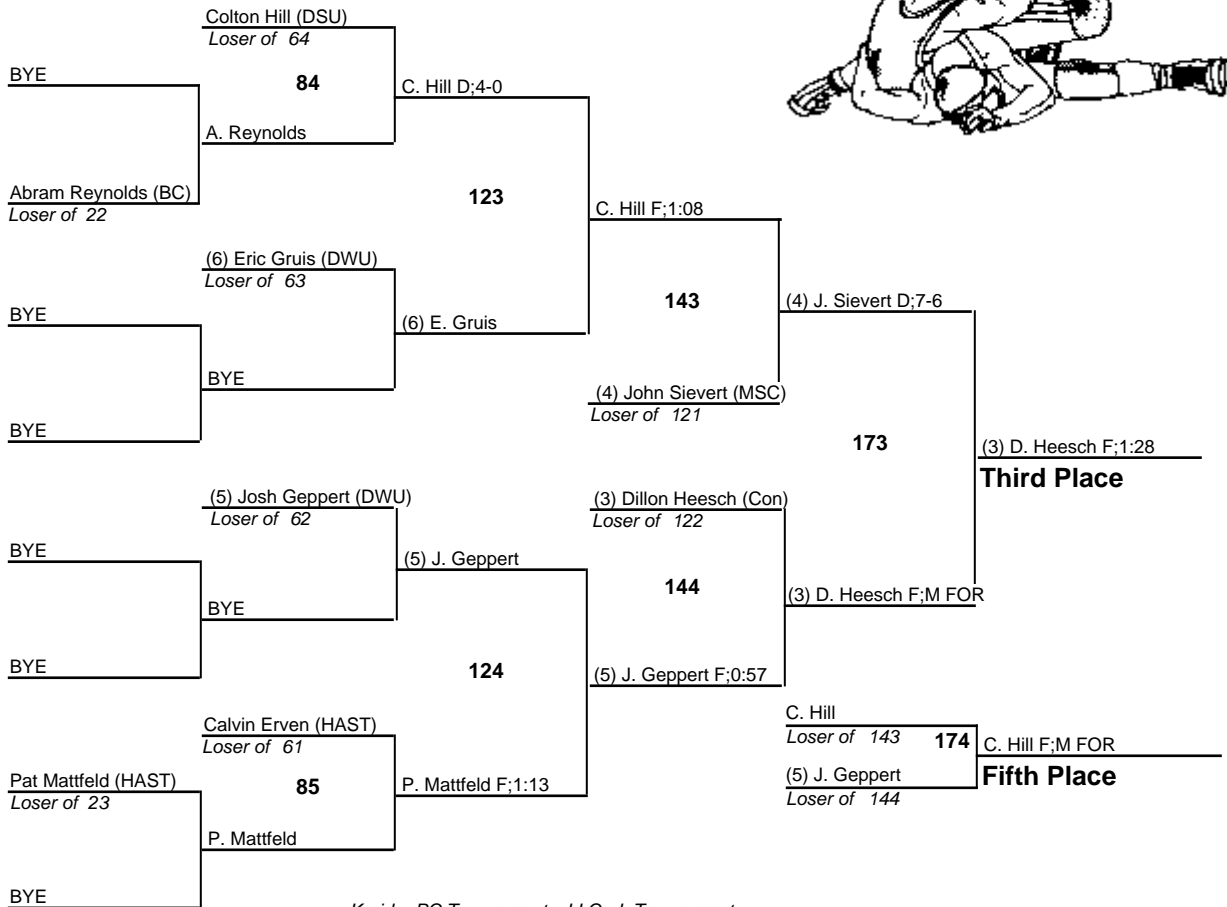 Colton Hill (DSU)
Loser of 64
BYE
84
C. Hill D;4-0
A. Reynolds
Abram Reynolds (BC)
Loser of 22
123
C. Hill F;1:08
(6) Eric Gruis (DWU)
Loser of 63
143
(4) J. Sievert D;7-6
BYE
(6) E. Gruis
BYE
(4) John Sievert (MSC)
Loser of 121
BYE
173
(3) D. Heesch F;1:28
Third Place
(5) Josh Geppert (DWU)
Loser of 62
(3) Dillon Heesch (Con)
Loser of 122
BYE
(5) J. Geppert
144
(3) D. Heesch F;M FOR
BYE
BYE
124
(5) J. Geppert F;0:57
Calvin Erven (HAST)
Loser of 61
C. Hill
Loser of 143
174
C. Hill F;M FOR
Fifth Place
Pat Mattfeld (HAST)
Loser of 23
85
P. Mattfeld F;1:13
(5) J. Geppert
Loser of 144
P. Mattfeld
BYE